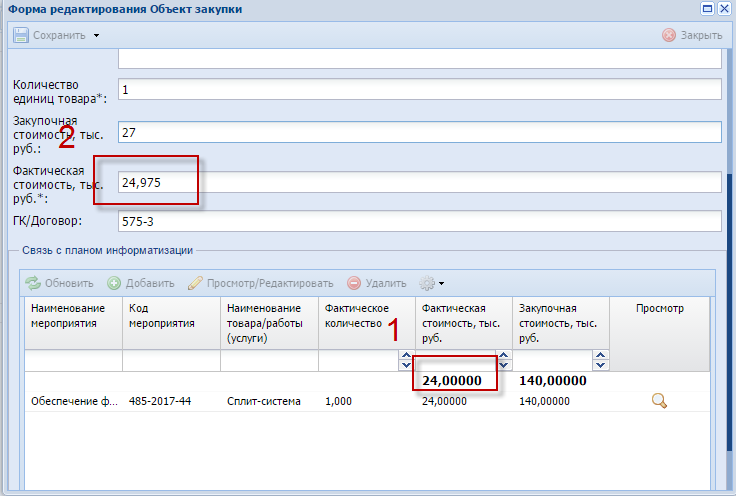 Форма редактирования Объект закупки
Сохранить
Закрыть
Количество
единиц товара*:
1
Закупочная
стоимость, тыс.
руб.:
27
2
Фактическая
стоимость, тыс.
руб.*:
24,975
ГК/Договор:
575-3
Связь с планом информатизации
Обновить Добавить Просмотр/Редактировать Удалить
Наименование
мероприятия
Код
мероприятия
Наименование
товара/работы
(услуги)
Фактическое
количество
1
Фактическая
стоимость, тыс.
руб.
Закупочная
стоимость, тыс.
руб.
Просмотр
24,00000 140,00000
Обеспечение ф... 485-2017-44 Сплит-система 1,000 24,00000 140,00000